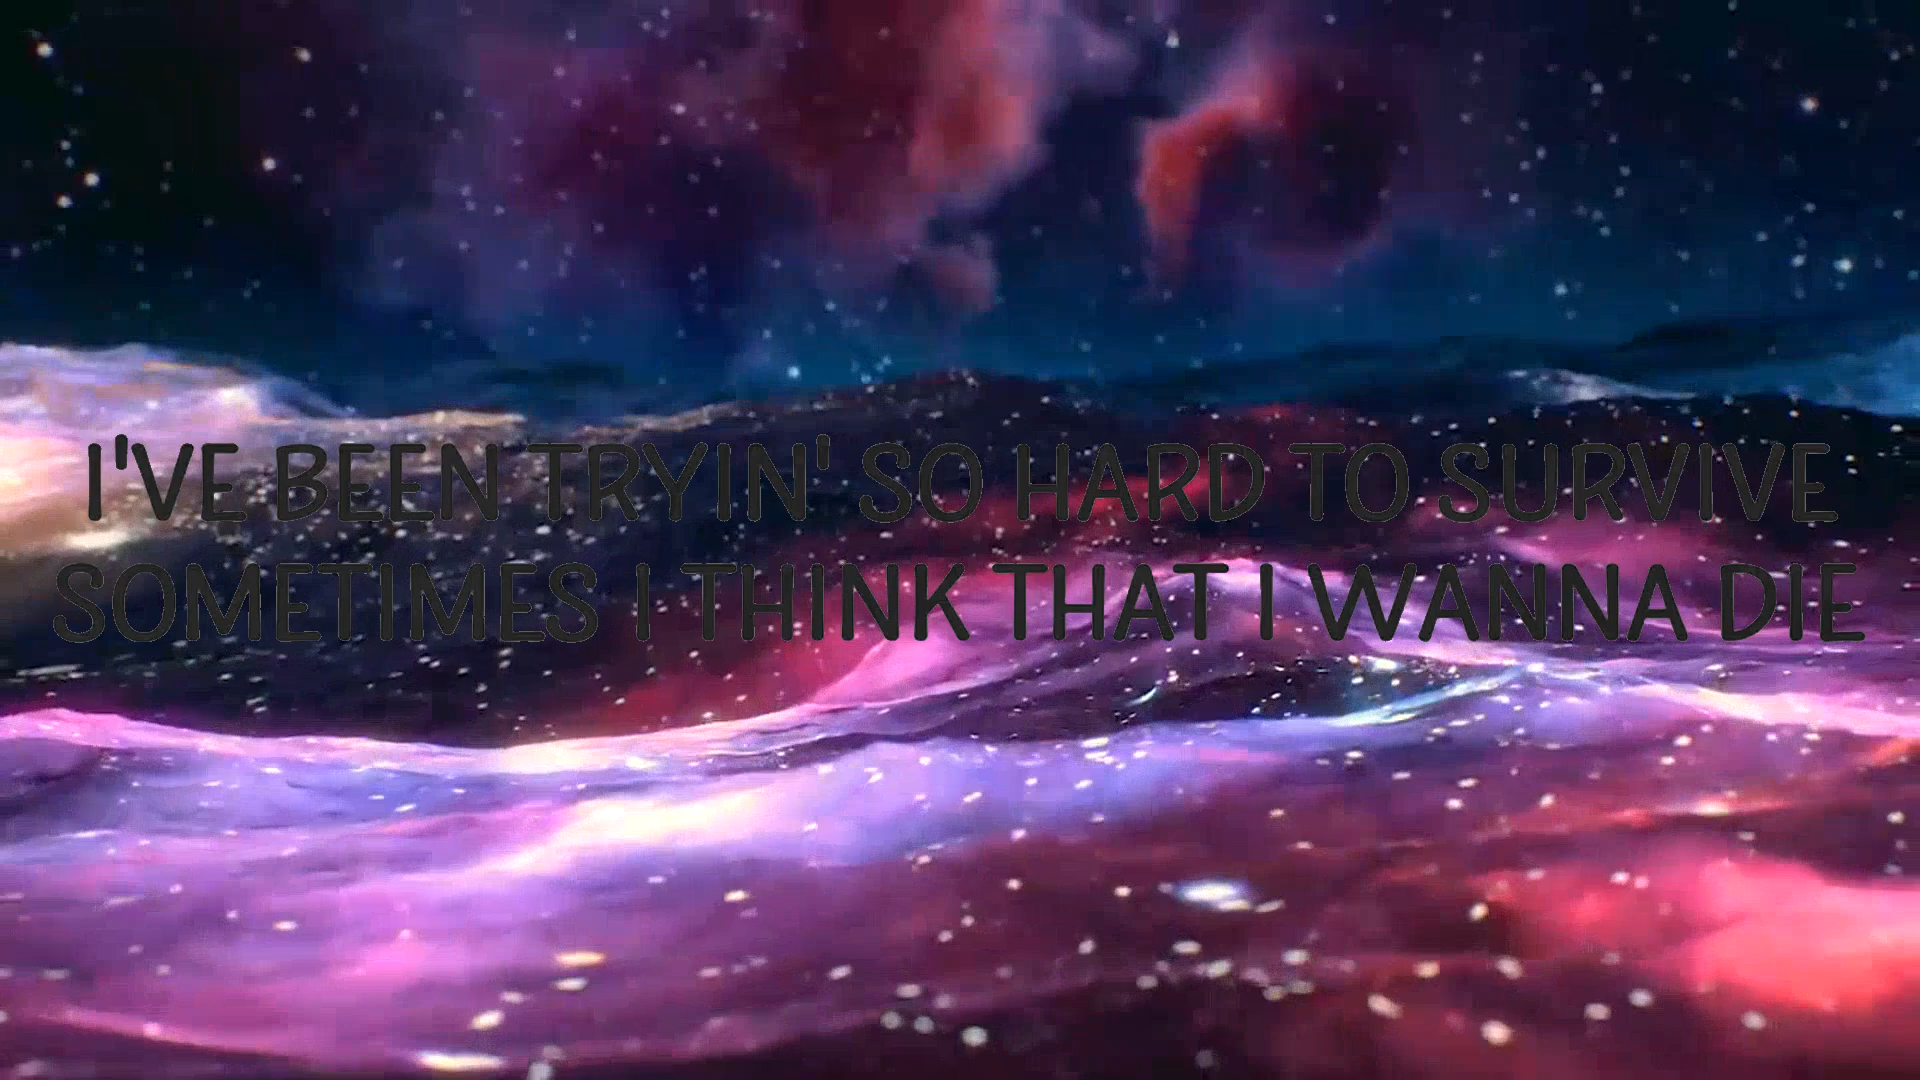 I'VE BEEN TRYIN' SO HARD TO SURVIVE
SOMETIMES I THINK THAT I WANNA DIE